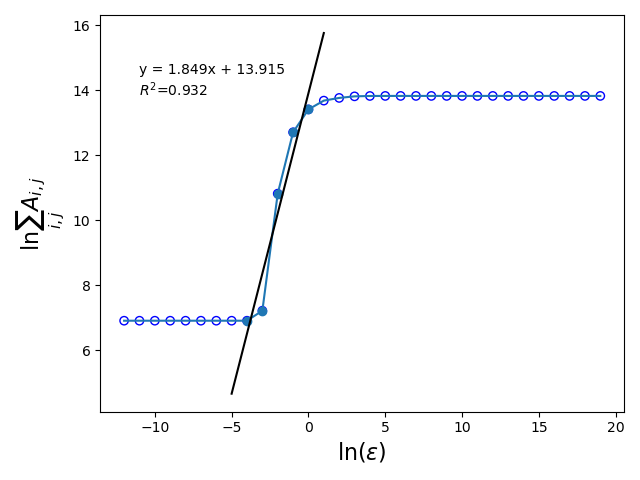 y = 1.849x + 13.915
R²=0.932
16
14
12
10
8
6
ln∑A_{i,j}
i,j
−10
−5
0
5
10
15
20
ln(ε)